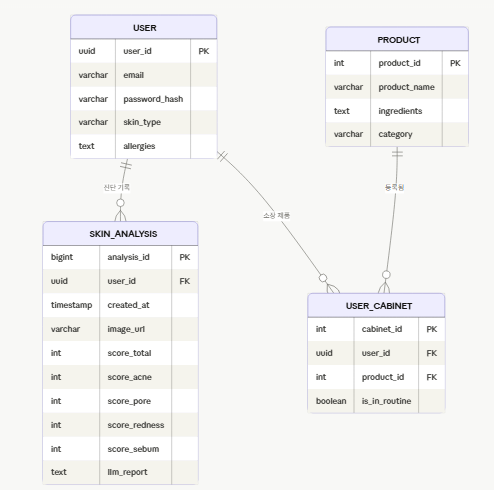 USER
uuid user_id PK
varchar email
varchar password_hash
varchar skin_type
text allergies
PRODUCT
int product_id PK
varchar product_name
text ingredients
varchar category
진단 기록
소장 제품
등록됨
SKIN_ANALYSIS
bigint analysis_id PK
uuid user_id FK
timestamp created_at
varchar image_url
int score_total
int score_acne
int score_pore
int score_redness
int score_sebum
text llm_report
USER_CABINET
int cabinet_id PK
uuid user_id FK
int product_id FK
boolean is_in_routine